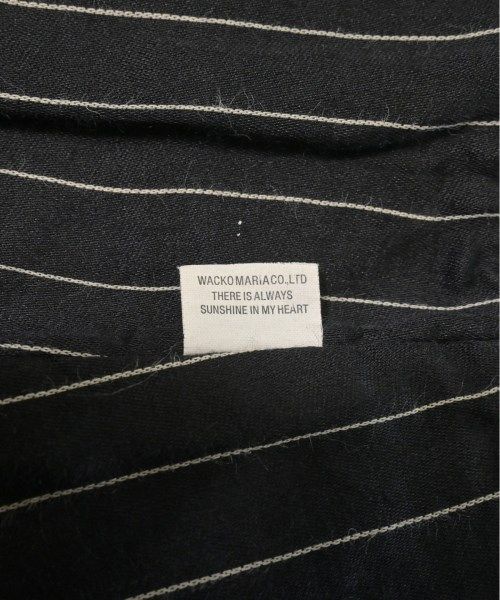 WACKO MARiA CO.,LTD
THERE IS ALWAYS
SUNSHINE IN MY HEART